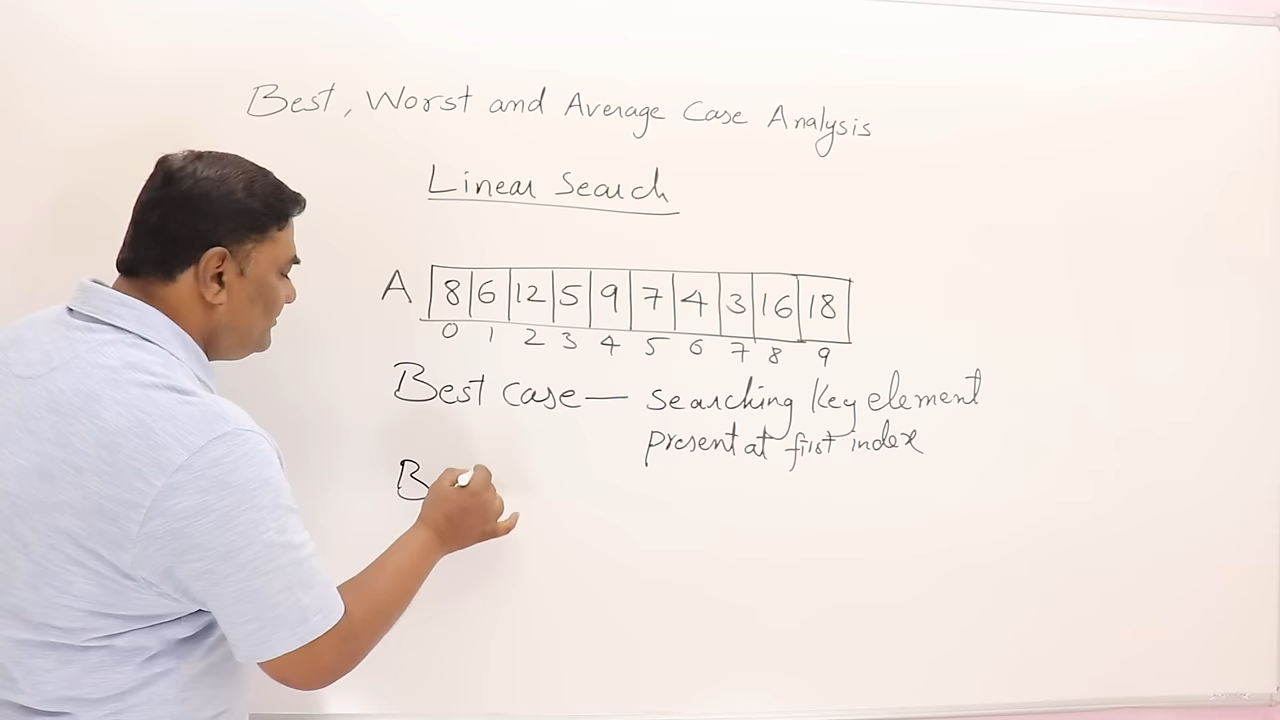 Best, Worst and Average Case Analysis
Linear Search
A 8 6 12 5 9 7 4 3 16 18
0 1 2 3 4 5 6 7 8 9
Best case — searching key element
present at first index
B